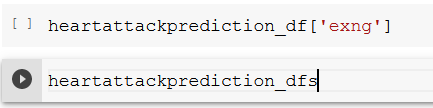 [ ] heartattackprediction_df['exng']
heartattackprediction_dfs